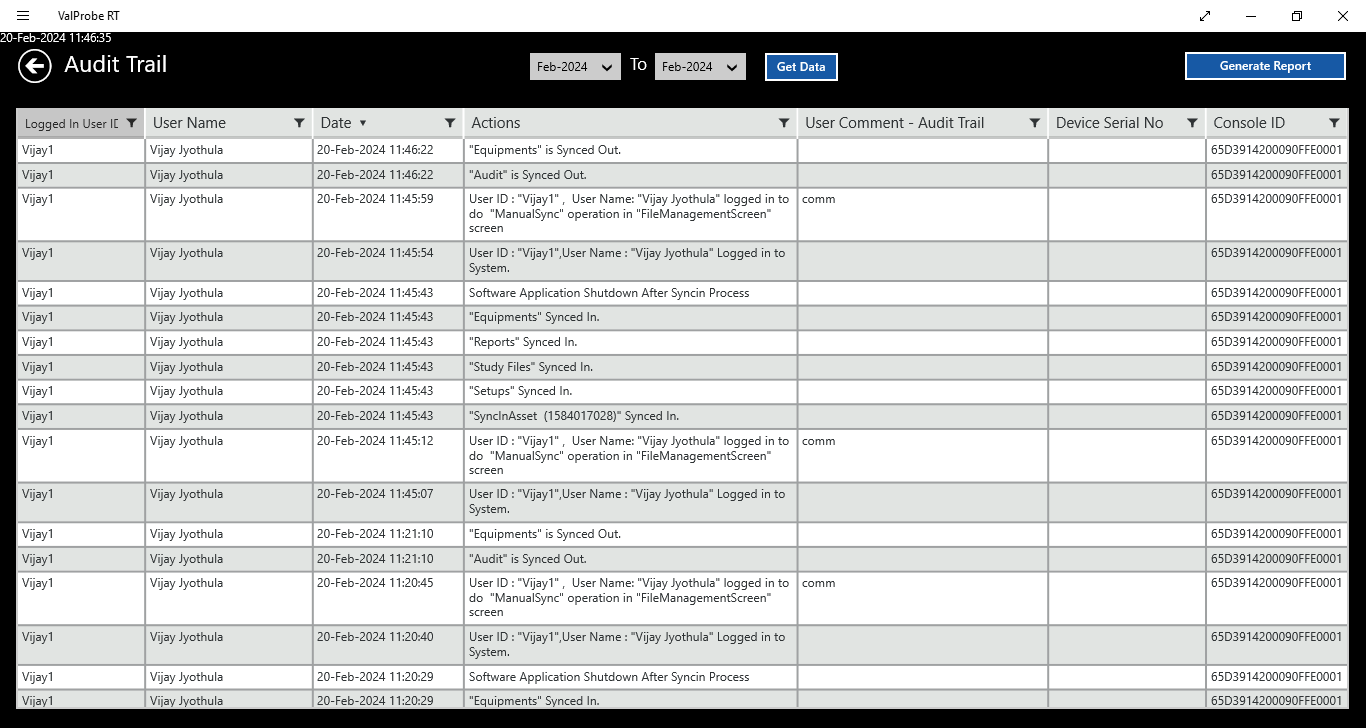 ValProbe RT
20-Feb-2024 11:46:35
Audit Trail
Feb-2024 To Feb-2024 Get Data Generate Report
Logged In User ID User Name Date Actions User Comment - Audit Trail Device Serial No Console ID
Vijay1 Vijay Jyothula 20-Feb-2024 11:46:22 "Equipments" is Synced Out. 65D3914200090FFE0001
Vijay1 Vijay Jyothula 20-Feb-2024 11:46:22 "Audit" is Synced Out. 65D3914200090FFE0001
Vijay1 Vijay Jyothula 20-Feb-2024 11:45:59 User ID : "Vijay1" ,  User Name: "Vijay Jyothula" logged in to comm 65D3914200090FFE0001
do  "ManualSync" operation in "FileManagementScreen"
screen
Vijay1 Vijay Jyothula 20-Feb-2024 11:45:54 User ID : "Vijay1",User Name : "Vijay Jyothula" Logged in to 65D3914200090FFE0001
System.
Vijay1 Vijay Jyothula 20-Feb-2024 11:45:43 Software Application Shutdown After Syncin Process 65D3914200090FFE0001
Vijay1 Vijay Jyothula 20-Feb-2024 11:45:43 "Equipments" Synced In. 65D3914200090FFE0001
Vijay1 Vijay Jyothula 20-Feb-2024 11:45:43 "Reports" Synced In. 65D3914200090FFE0001
Vijay1 Vijay Jyothula 20-Feb-2024 11:45:43 "Study Files" Synced In. 65D3914200090FFE0001
Vijay1 Vijay Jyothula 20-Feb-2024 11:45:43 "Setups" Synced In. 65D3914200090FFE0001
Vijay1 Vijay Jyothula 20-Feb-2024 11:45:43 "SyncInAsset  (1584017028)" Synced In. 65D3914200090FFE0001
Vijay1 Vijay Jyothula 20-Feb-2024 11:45:12 User ID : "Vijay1" ,  User Name: "Vijay Jyothula" logged in to comm 65D3914200090FFE0001
do  "ManualSync" operation in "FileManagementScreen"
screen
Vijay1 Vijay Jyothula 20-Feb-2024 11:45:07 User ID : "Vijay1",User Name : "Vijay Jyothula" Logged in to 65D3914200090FFE0001
System.
Vijay1 Vijay Jyothula 20-Feb-2024 11:21:10 "Equipments" is Synced Out. 65D3914200090FFE0001
Vijay1 Vijay Jyothula 20-Feb-2024 11:21:10 "Audit" is Synced Out. 65D3914200090FFE0001
Vijay1 Vijay Jyothula 20-Feb-2024 11:20:45 User ID : "Vijay1" ,  User Name: "Vijay Jyothula" logged in to comm 65D3914200090FFE0001
do  "ManualSync" operation in "FileManagementScreen"
screen
Vijay1 Vijay Jyothula 20-Feb-2024 11:20:40 User ID : "Vijay1",User Name : "Vijay Jyothula" Logged in to 65D3914200090FFE0001
System.
Vijay1 Vijay Jyothula 20-Feb-2024 11:20:29 Software Application Shutdown After Syncin Process 65D3914200090FFE0001
Vijay1 Vijay Jyothula 20-Feb-2024 11:20:29 "Equipments" Synced In. 65D3914200090FFE0001